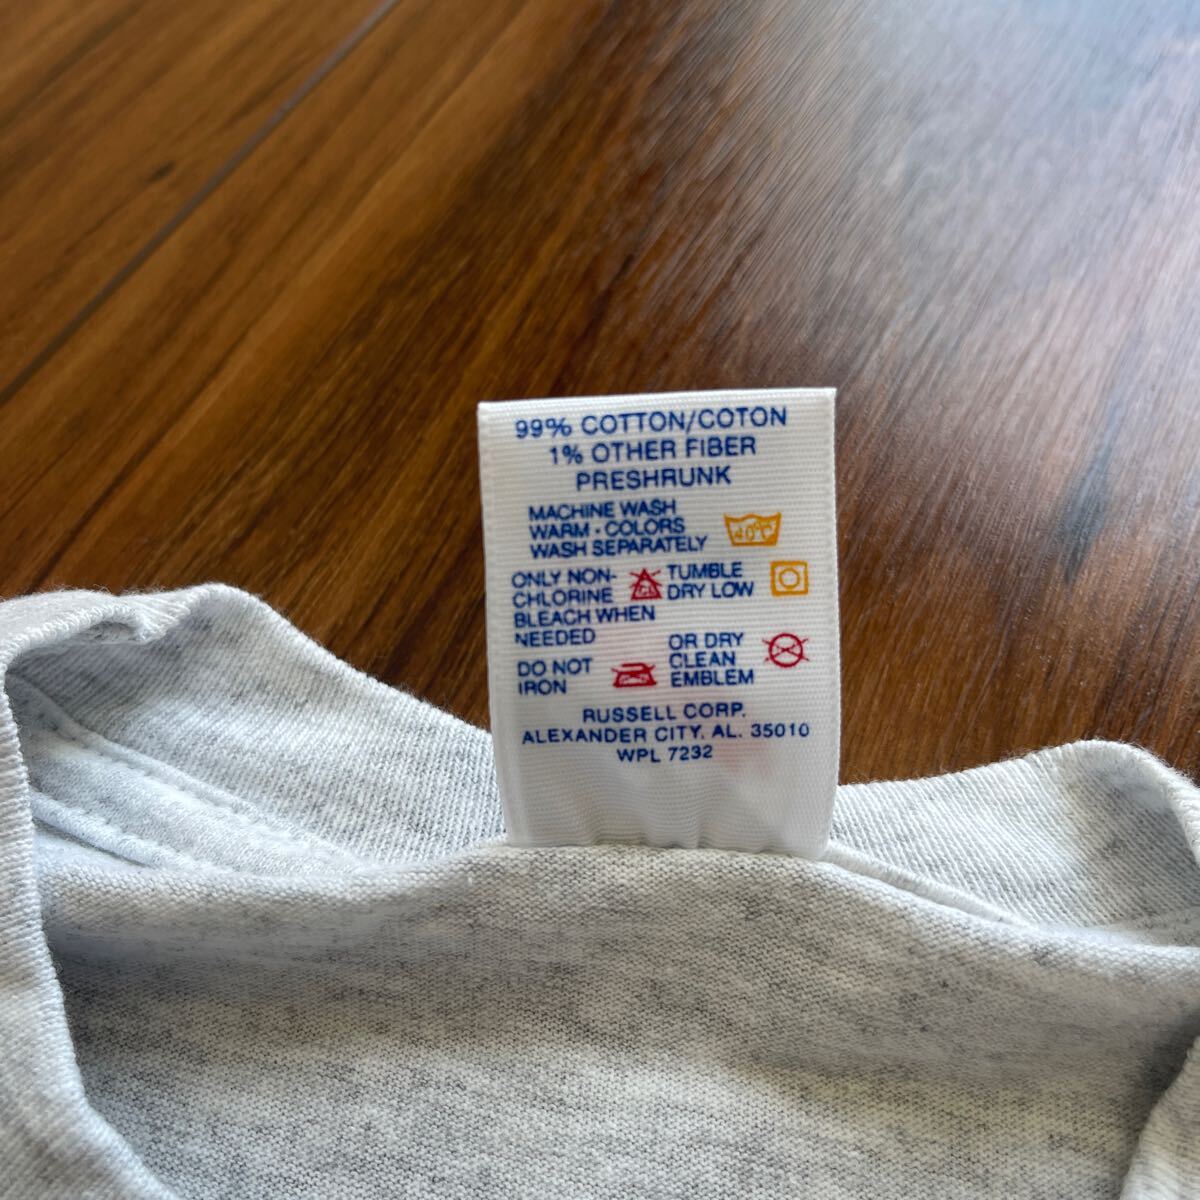 99% COTTON/COTON
1% OTHER FIBER
PRESHRUNK
MACHINE WASH
WARM - COLORS
WASH SEPARATELY
40°C
ONLY NON-
CHLORINE
BLEACH WHEN
NEEDED
Cl
TUMBLE
DRY LOW
DO NOT
IRON
OR DRY
CLEAN
EMBLEM
RUSSELL CORP.
ALEXANDER CITY, AL. 35010
WPL 7232